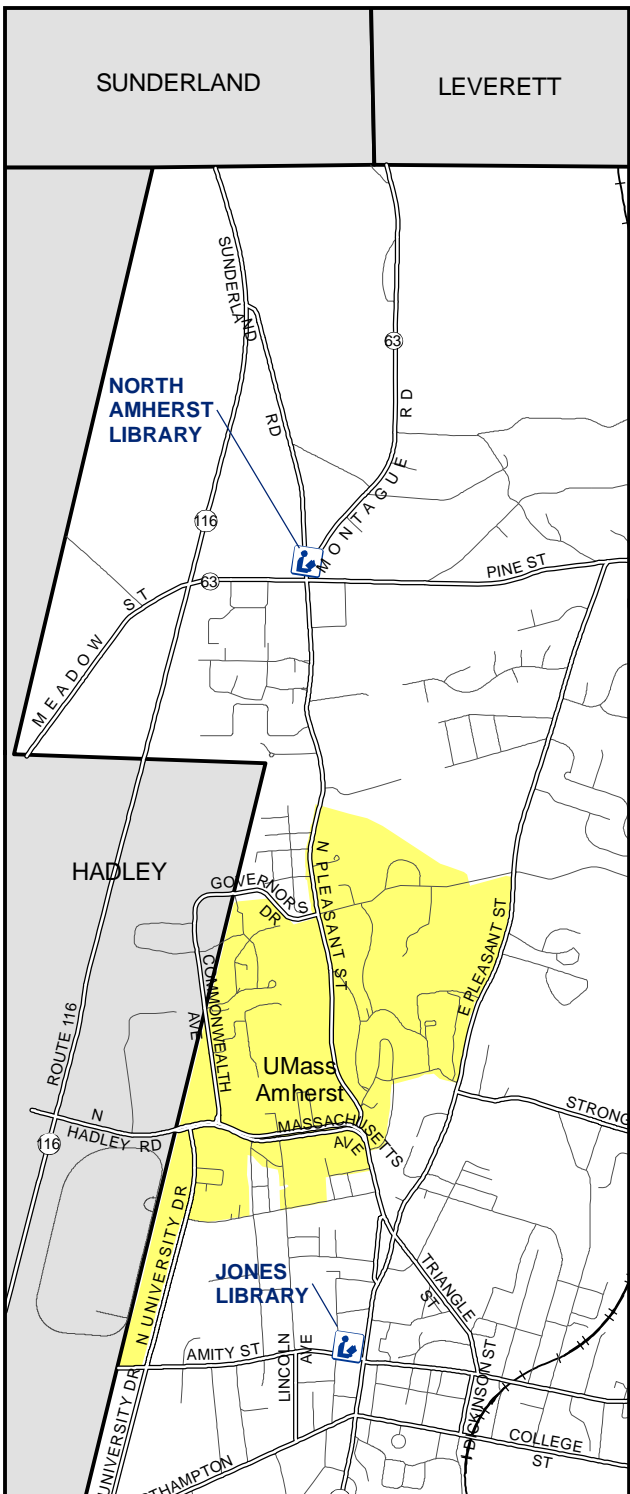 SUNDERLAND
LEVERETT
SUNDERLAND
RD
63
MONTAGUE
RD
NORTH
AMHERST
LIBRARY
116
63
PINE ST
MEADOW ST
HADLEY
GOVERNORS
DR
N PLEASANT ST
E PLEASANT ST
COMMONWEALTH
AVE
ROUTE 116
UMass
Amherst
STRONG
N
HADLEY RD
MASSACHUSETTS
AVE
116
N UNIVERSITY DR
JONES
LIBRARY
TRIANGLE
ST
AMITY ST
LINCOLN
AVE
DICKINSON ST
UNIVERSITY DR
COLLEGE
ST
THAMPTON